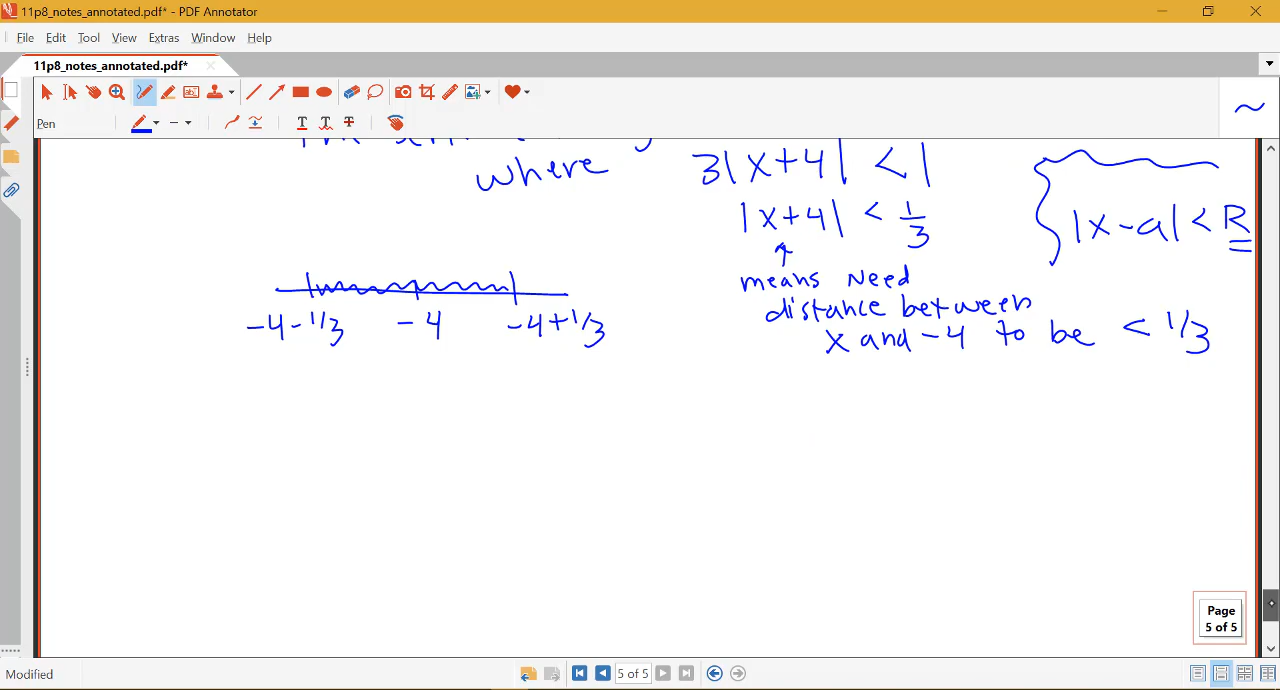 11p8_notes_annotated.pdf* - PDF Annotator
File Edit Tool View Extras Window Help
11p8_notes_annotated.pdf*
Pen
where 3|x+4| < 1
|x+4| < 1/3
|x-a| < R
means Need
distance between
x and -4 to be < 1/3
-4-1/3 -4 -4+1/3
Page
5 of 5
Modified
5 of 5